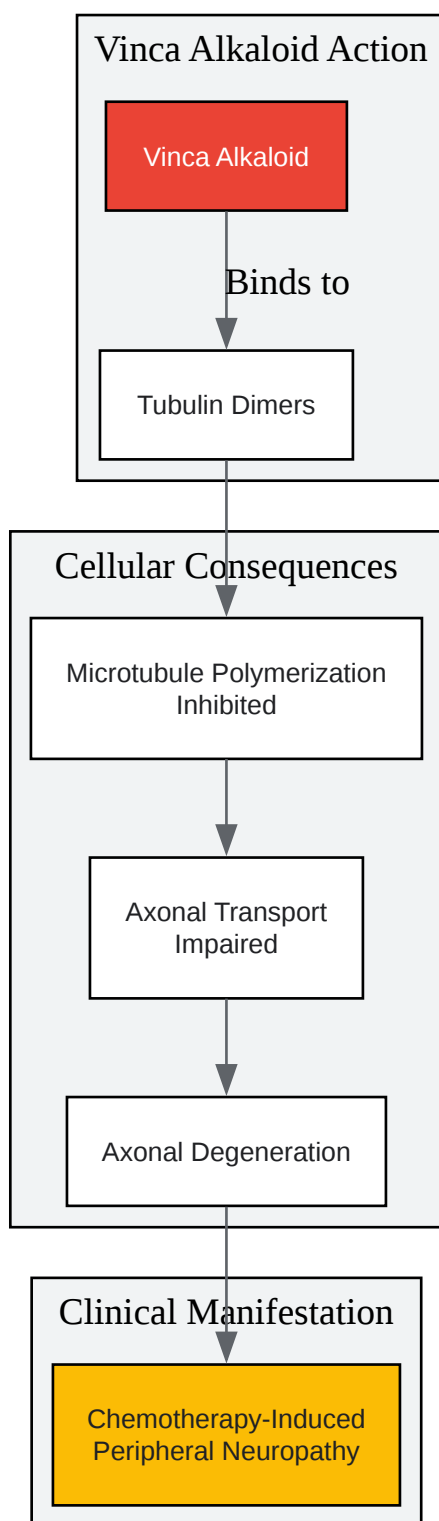 Vinca Alkaloid Action
Vinca Alkaloid
Binds to
Tubulin Dimers
Cellular Consequences
Microtubule Polymerization
Inhibited
Axonal Transport
Impaired
Axonal Degeneration
Clinical Manifestation
Chemotherapy-Induced
Peripheral Neuropathy